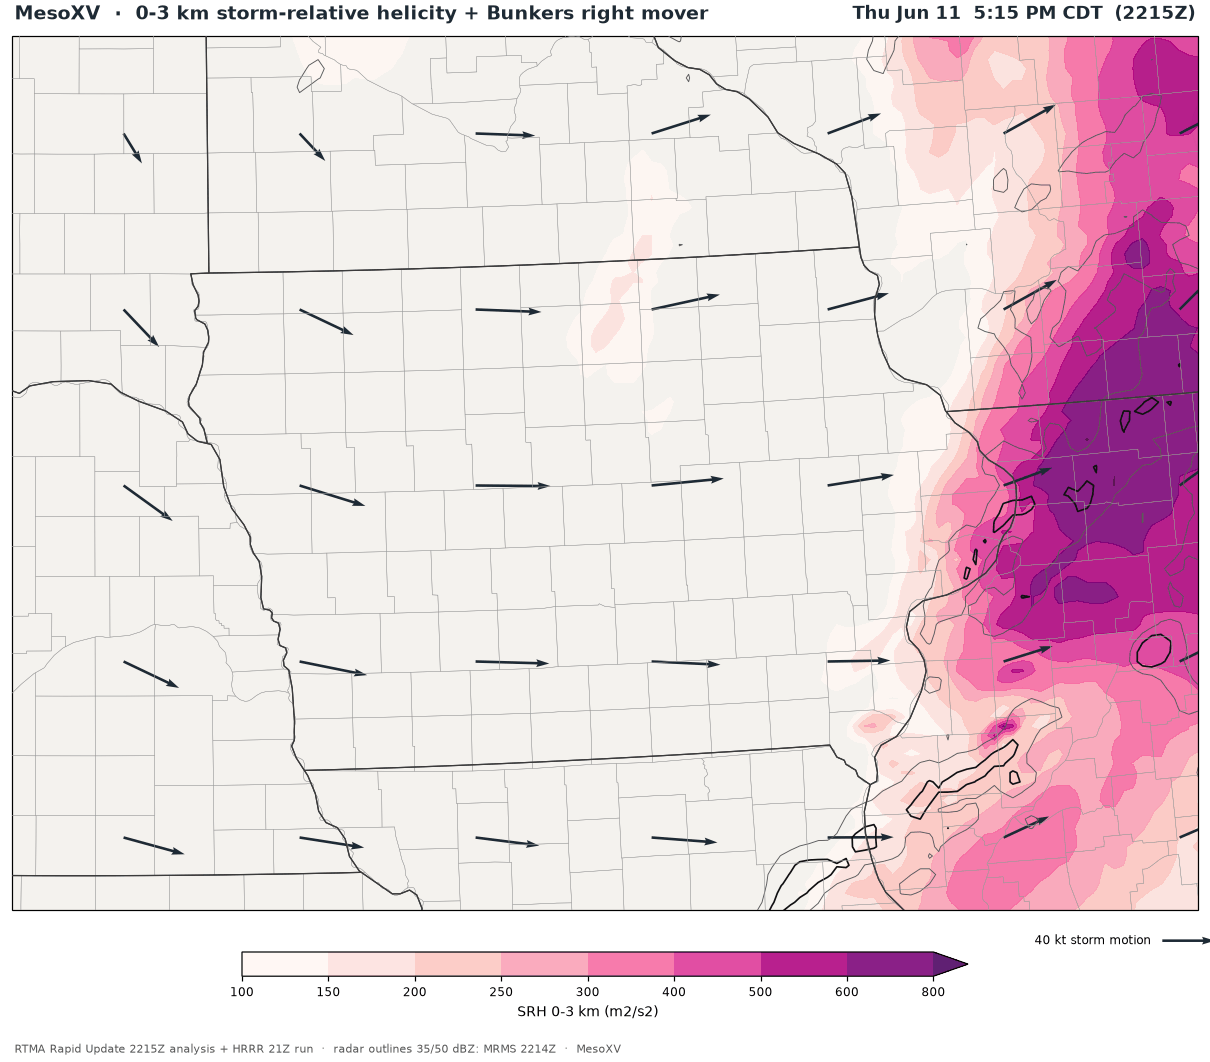 MesoXV · 0-3 km storm-relative helicity + Bunkers right mover
Thu Jun 11 5:15 PM CDT (2215Z)
40 kt storm motion
100 150 200 250 300 400 500 600 800
SRH 0-3 km (m2/s2)
RTMA Rapid Update 2215Z analysis + HRRR 21Z run · radar outlines 35/50 dBZ: MRMS 2214Z · MesoXV